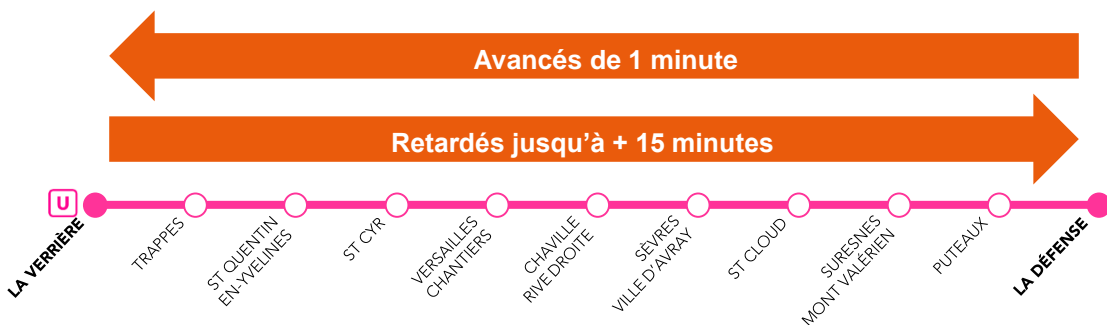 Avancés de 1 minute
Retardés jusqu'à + 15 minutes
U
LA VERRIÈRE
TRAPPES
ST QUENTIN
EN-YVELINES
ST CYR
VERSAILLES
CHANTIERS
CHAVILLE
RIVE DROITE
SÈVRES
VILLE D'AVRAY
ST CLOUD
SURESNES
MONT VALÉRIEN
PUTEAUX
LA DÉFENSE